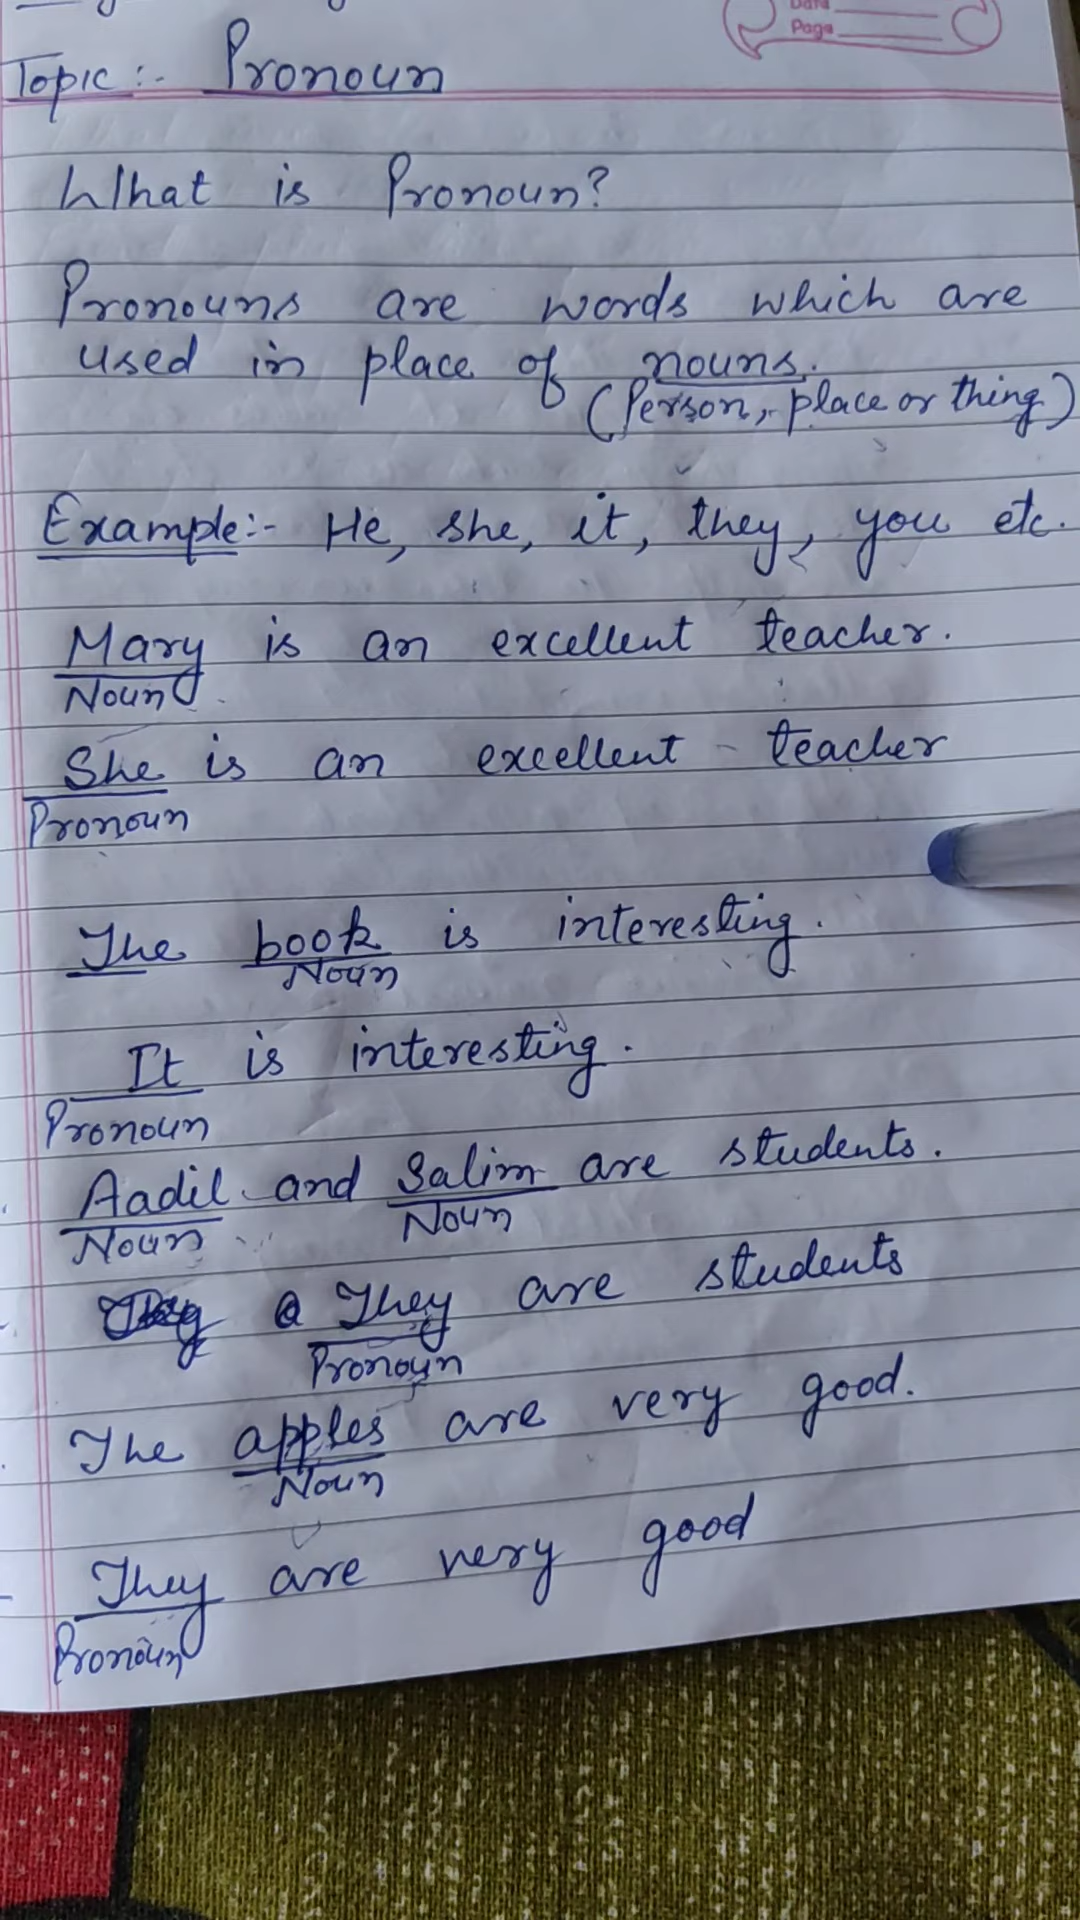 Date
Page
Topic:- Pronoun
What is Pronoun?
Pronouns are words which are
used in place of nouns.
(Person, place or thing)
Example:- He, she, it, they, you etc.
Mary is an excellent teacher.
Noun
She is an excellent teacher
Pronoun
The book is interesting.
Noun
It is interesting.
Pronoun
Aadil and Salim are students.
Noun Noun
They are students
Pronoun
The apples are very good.
Noun
They are very good
Pronoun